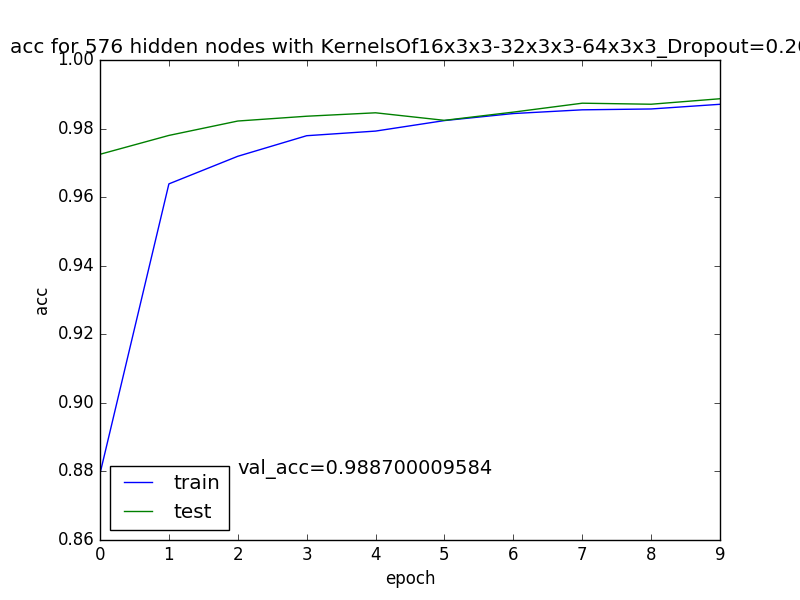 acc for 576 hidden nodes with KernelsOf16x3x3-32x3x3-64x3x3_Dropout=0.20
1.00
0.98
0.96
0.94
0.92
0.90
0.88
0.86
acc
val_acc=0.988700009584
train
test
0 1 2 3 4 5 6 7 8 9
epoch